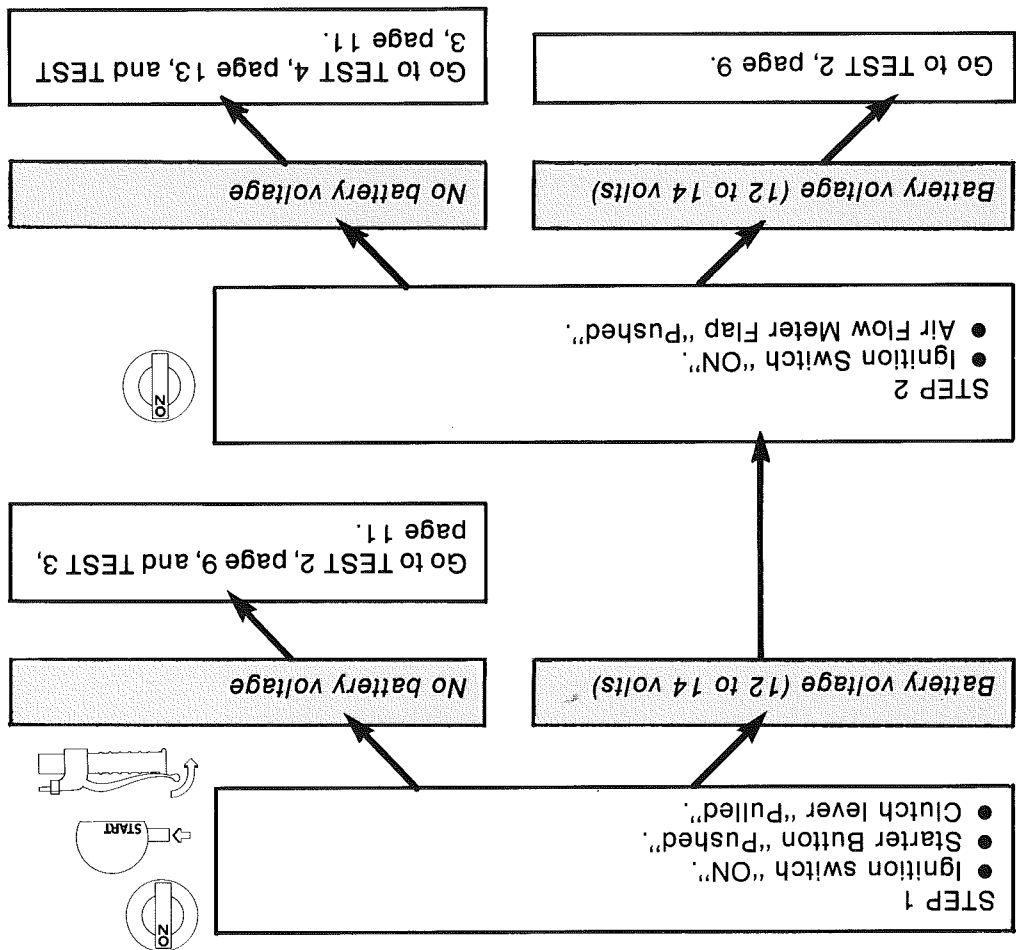 STEP 1
● Ignition switch "ON".
● Starter Button "Pushed".
● Clutch lever "Pulled".
ON
START
Battery voltage (12 to 14 volts)
No battery voltage
Go to TEST 2, page 9, and TEST 3,
page 11.
STEP 2
● Ignition Switch "ON".
● Air Flow Meter Flap "Pushed".
ON
Battery voltage (12 to 14 volts)
No battery voltage
Go to TEST 2, page 9.
Go to TEST 4, page 13, and TEST
3, page 11.